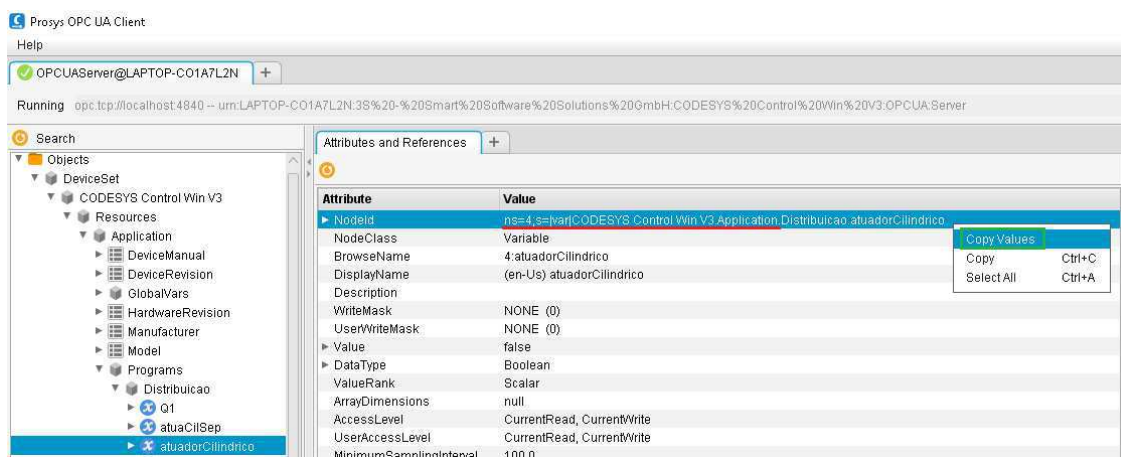 Prosys OPC UA Client
Help
OPCUAServer@LAPTOP-CO1A7L2N +
Running opc.tcp://localhost:4840 -- urn:LAPTOP-CO1A7L2N:3S%20-%20Smart%20Software%20Solutions%20GmbH:CODESYS%20Control%20Win%20V3:OPCUA:Server
Search
Objects
DeviceSet
CODESYS Control Win V3
Resources
Application
DeviceManual
DeviceRevision
GlobalVars
HardwareRevision
Manufacturer
Model
Programs
Distribuicao
Q1
atuaCilSep
atuadorCilindrico
Attributes and References +
Attribute Value
NodeId ns=4;s=|var|CODESYS Control Win V3.Application.Distribuicao.atuadorCilindrico
NodeClass Variable
BrowseName 4:atuadorCilindrico
DisplayName (en-Us) atuadorCilindrico
Description
WriteMask NONE (0)
UserWriteMask NONE (0)
Value false
DataType Boolean
ValueRank Scalar
ArrayDimensions null
AccessLevel CurrentRead, CurrentWrite
UserAccessLevel CurrentRead, CurrentWrite
MinimumSamplingInterval 100.0
Copy Values
Copy Ctrl+C
Select All Ctrl+A